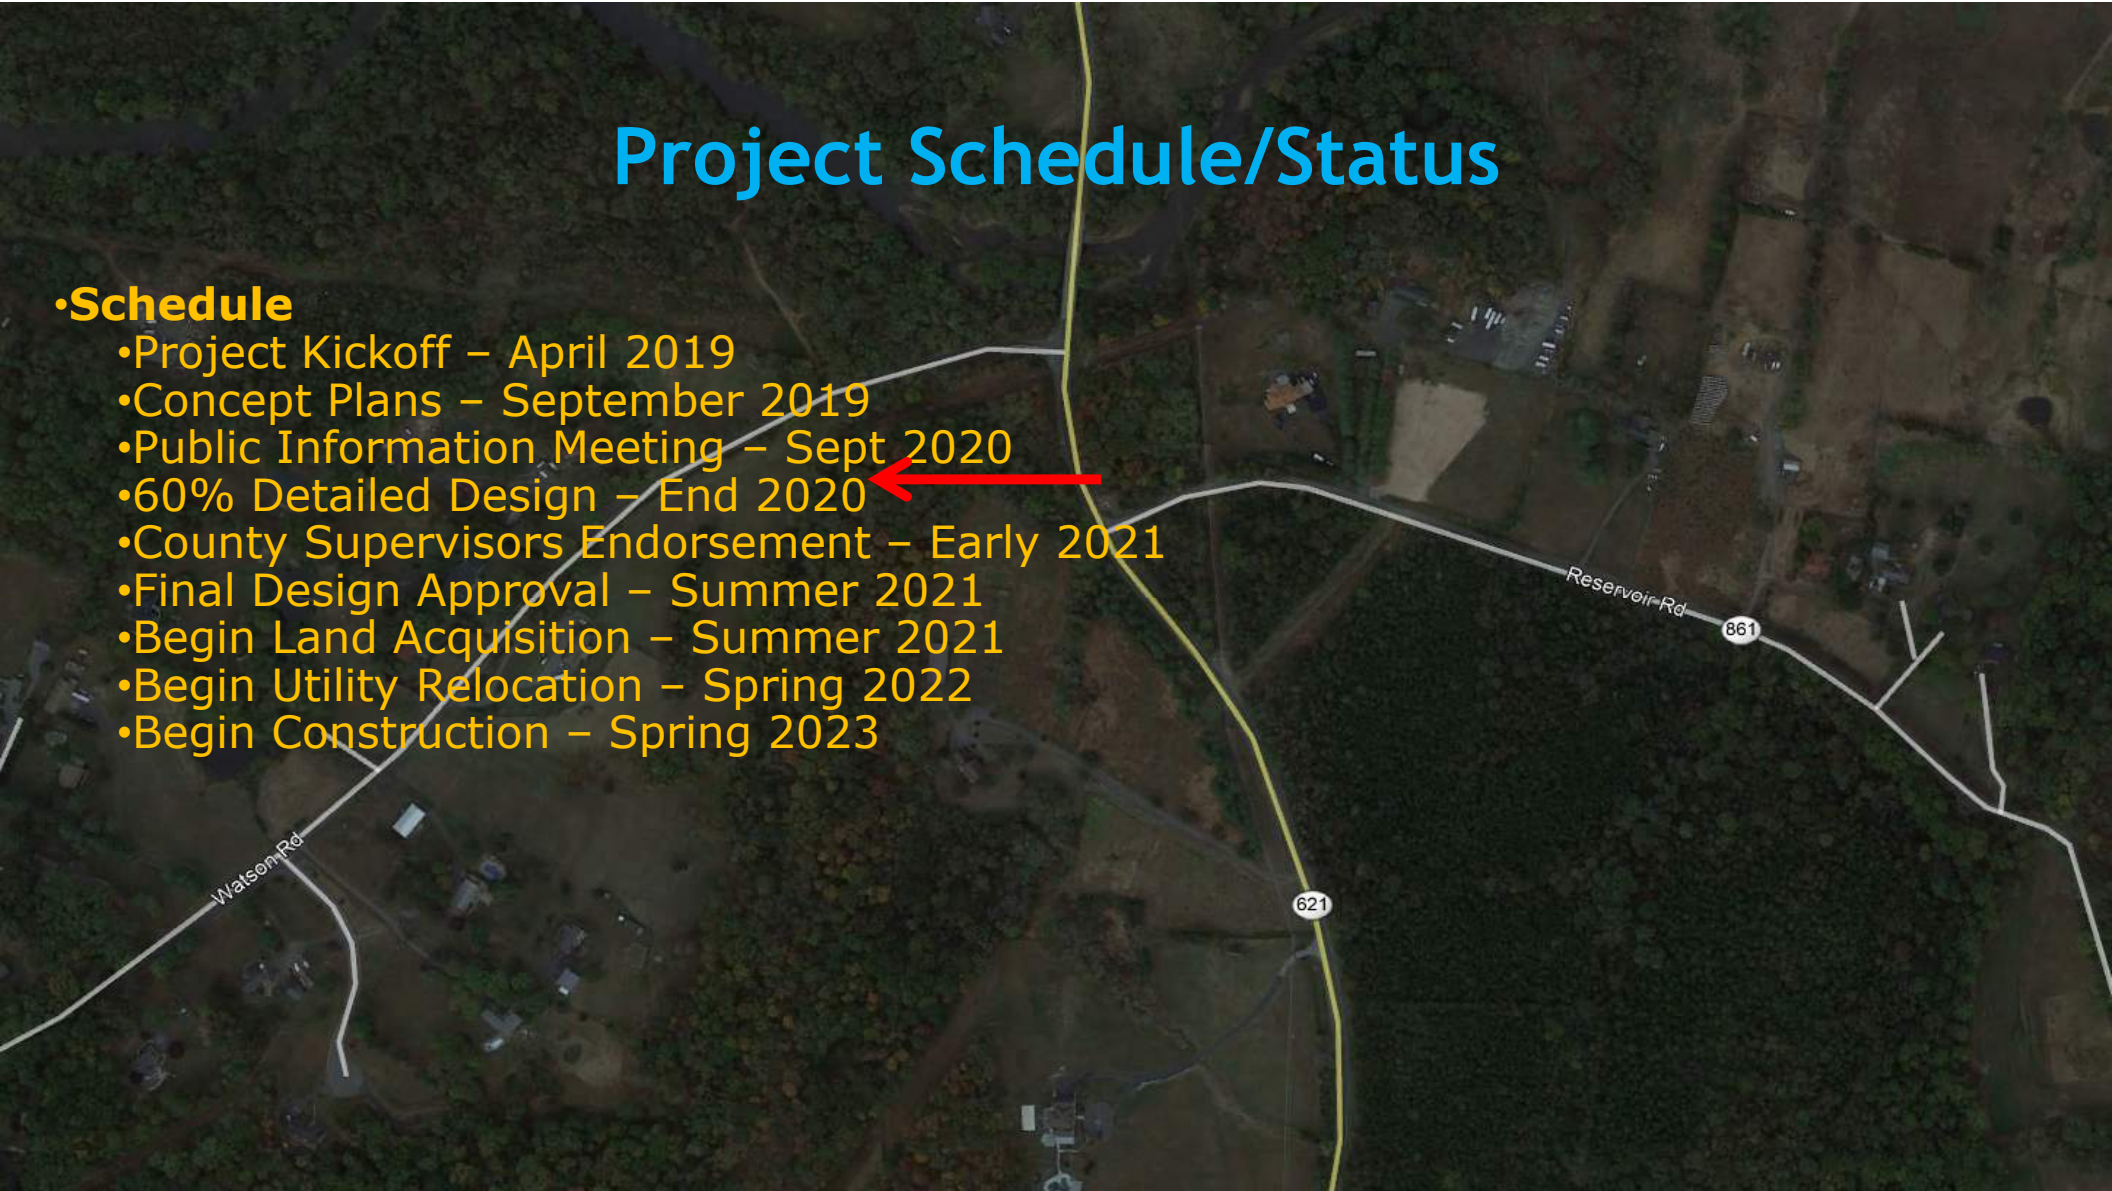 Project Schedule/Status
•Schedule
•Project Kickoff – April 2019
•Concept Plans – September 2019
•Public Information Meeting – Sept 2020
•60% Detailed Design – End 2020
•County Supervisors Endorsement – Early 2021
•Final Design Approval – Summer 2021
•Begin Land Acquisition – Summer 2021
•Begin Utility Relocation – Spring 2022
•Begin Construction – Spring 2023
Reservoir Rd
861
Watson Rd
621